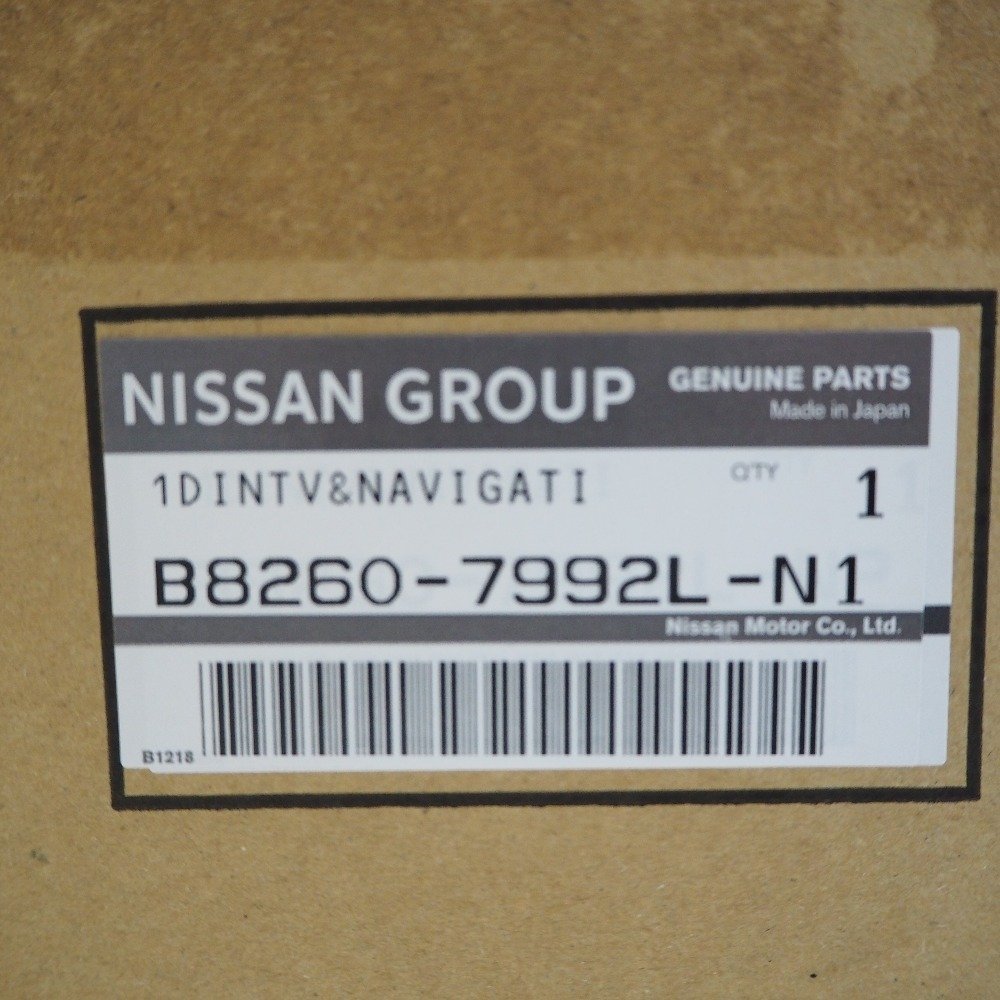 NISSAN GROUP
GENUINE PARTS
Made in Japan
1DINTV&NAVIGATI
QTY
1
B8260-7992L-N1
Nissan Motor Co., Ltd.
B1218